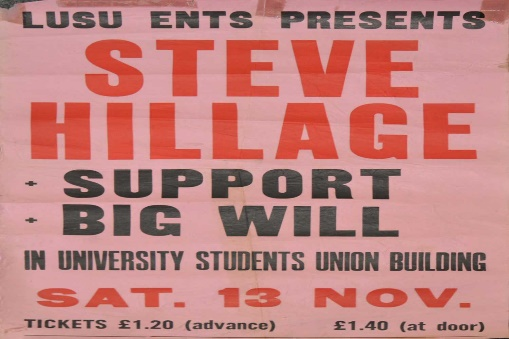 LUSU ENTS PRESENTS
STEVE
HILLAGE
+ SUPPORT
+ BIG WILL
IN UNIVERSITY STUDENTS UNION BUILDING
SAT. 13 NOV.
TICKETS £1.20 (advance) £1.40 (at door)